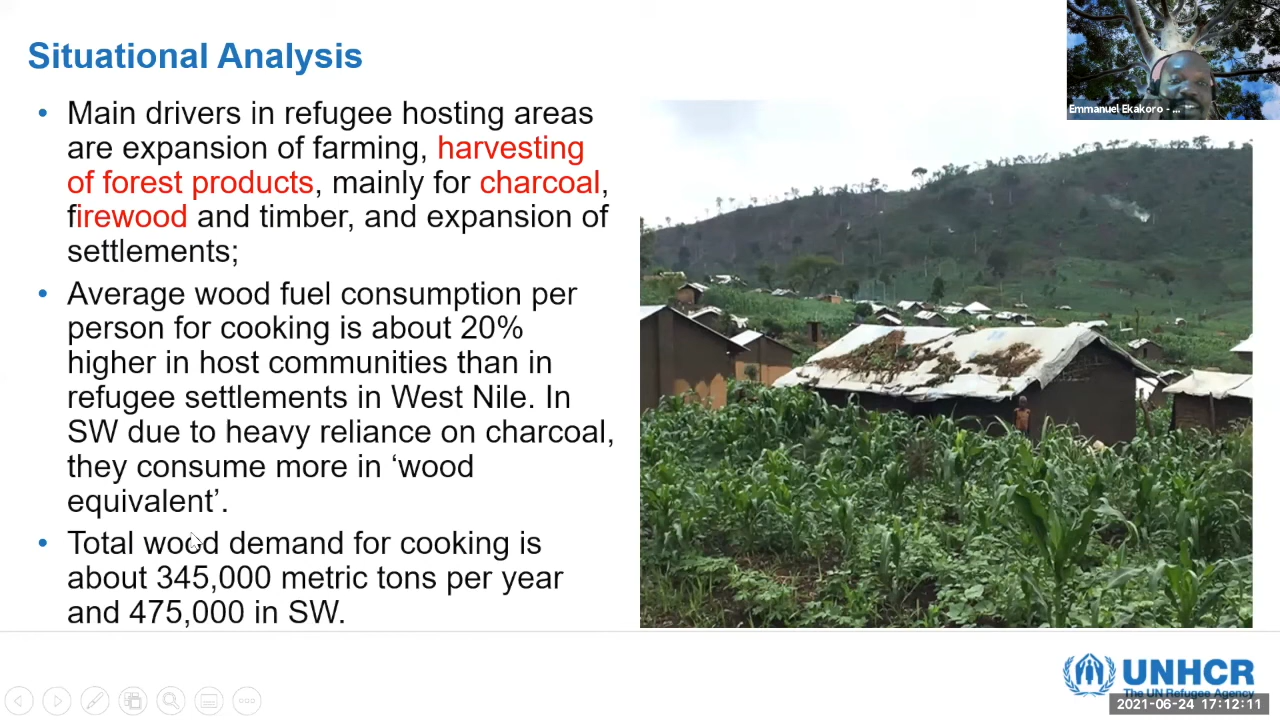 Situational Analysis
Emmanuel Ekakoro - ...
• Main drivers in refugee hosting areas
are expansion of farming, harvesting
of forest products, mainly for charcoal,
firewood and timber, and expansion of
settlements;
• Average wood fuel consumption per
person for cooking is about 20%
higher in host communities than in
refugee settlements in West Nile. In
SW due to heavy reliance on charcoal,
they consume more in ‘wood
equivalent’.
• Total wood demand for cooking is
about 345,000 metric tons per year
and 475,000 in SW.
UNHCR
The UN Refugee Agency
2021-06-24 17:12:11